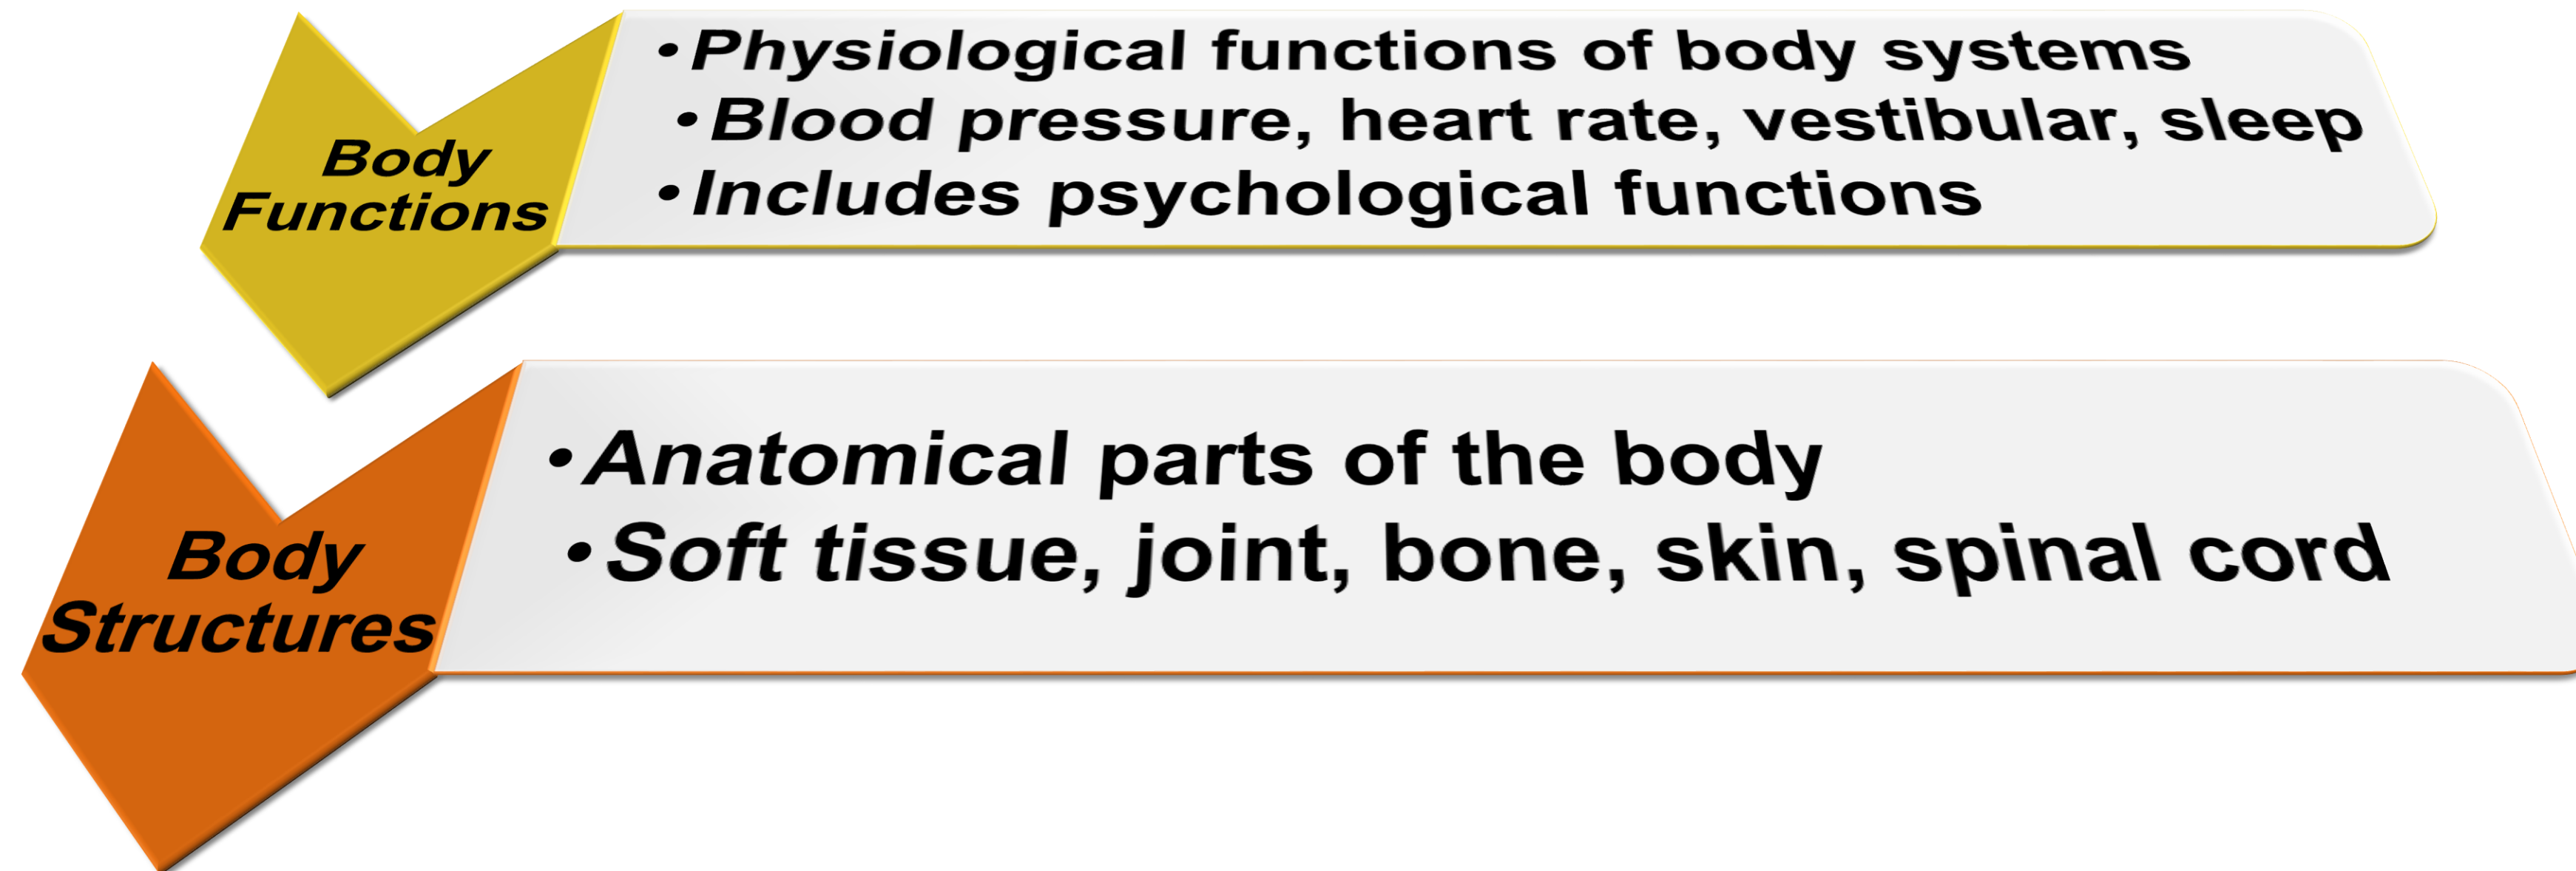 Body
Functions
•Physiological functions of body systems
•Blood pressure, heart rate, vestibular, sleep
•Includes psychological functions
Body
Structures
•Anatomical parts of the body
•Soft tissue, joint, bone, skin, spinal cord